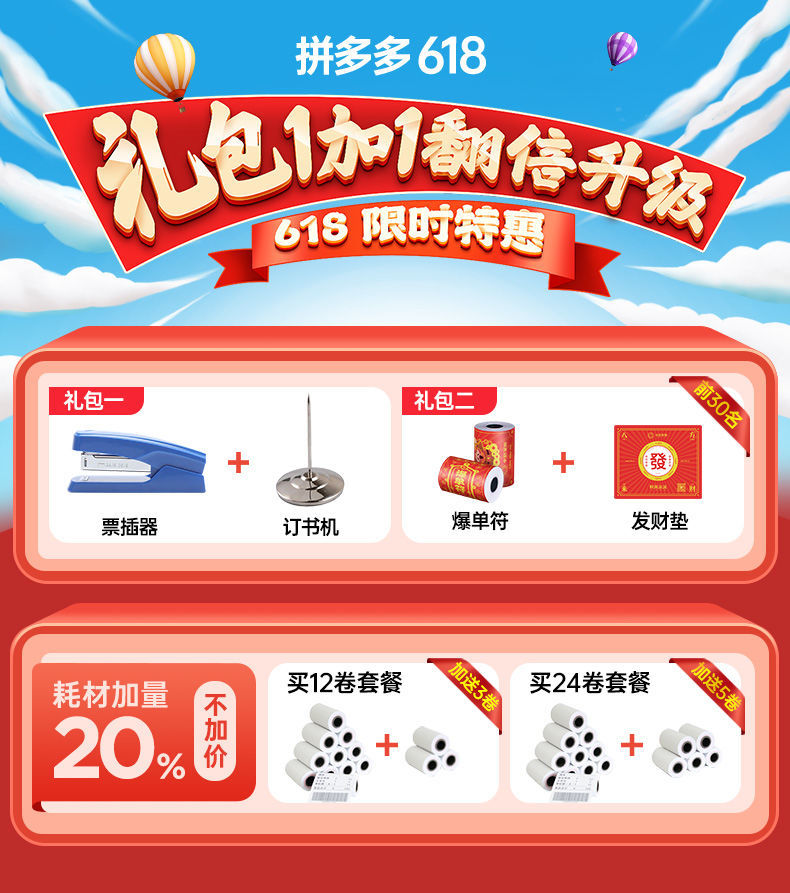 拼多多618
礼包1加1翻倍升级
618 限时特惠
礼包一
礼包二
前30名
發
爆单符
票插器
订书机
爆单符
发财垫
耗材加量
20%
不加价
买12卷套餐
加送3卷
买24卷套餐
加送5卷